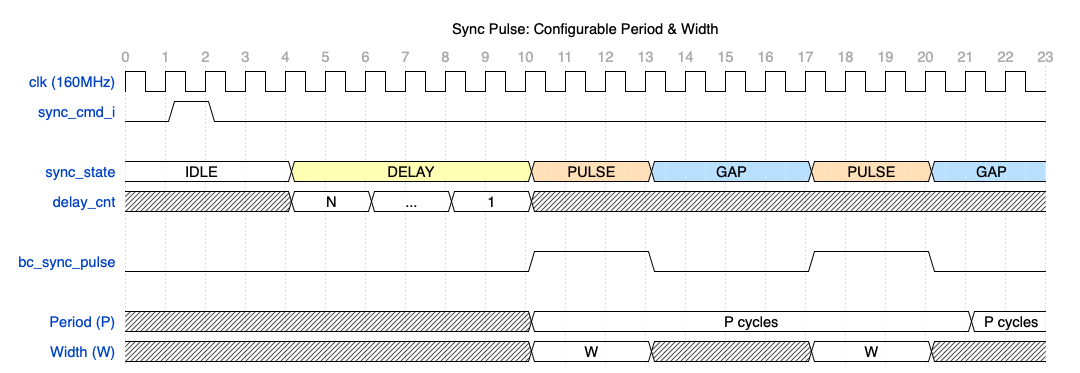 Sync Pulse: Configurable Period & Width
0 1 2 3 4 5 6 7 8 9 10 11 12 13 14 15 16 17 18 19 20 21 22 23
clk (160MHz)
sync_cmd_i
sync_state IDLE DELAY PULSE GAP PULSE GAP
delay_cnt N ... 1
bc_sync_pulse
Period (P) P cycles P cycles
Width (W) W W